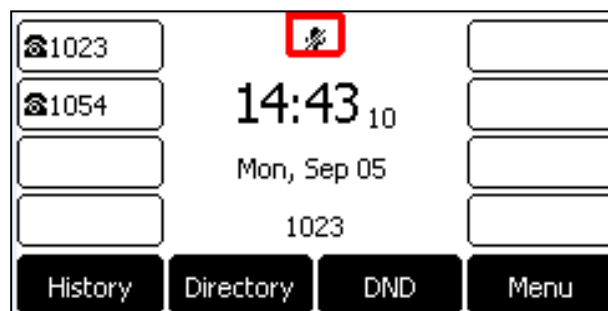 ☎1023
☎1054
14:43 10
Mon, Sep 05
1023
History Directory DND Menu